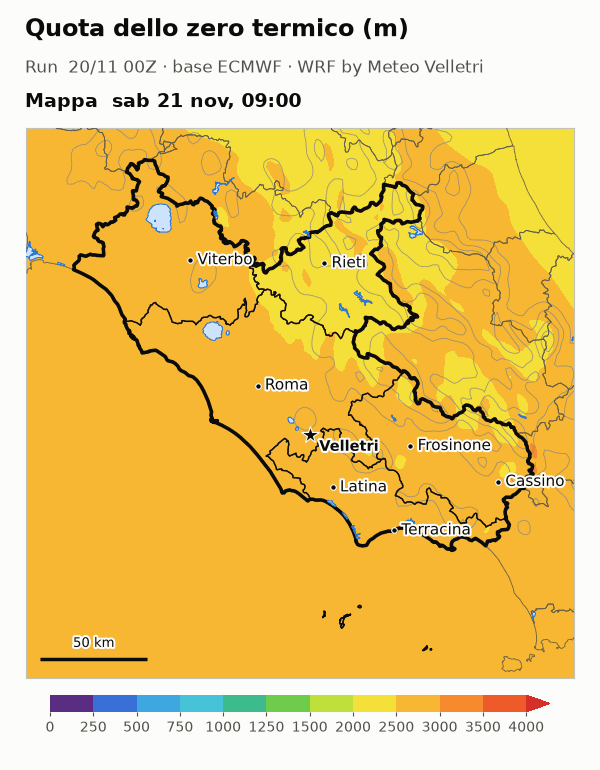 Quota dello zero termico (m)
Run  20/11 00Z · base ECMWF · WRF by Meteo Velletri
Mappa  sab 21 nov, 09:00
Viterbo
Rieti
Roma
Velletri
Frosinone
Cassino
Latina
Terracina
50 km
0 250 500 750 1000 1250 1500 2000 2500 3000 3500 4000